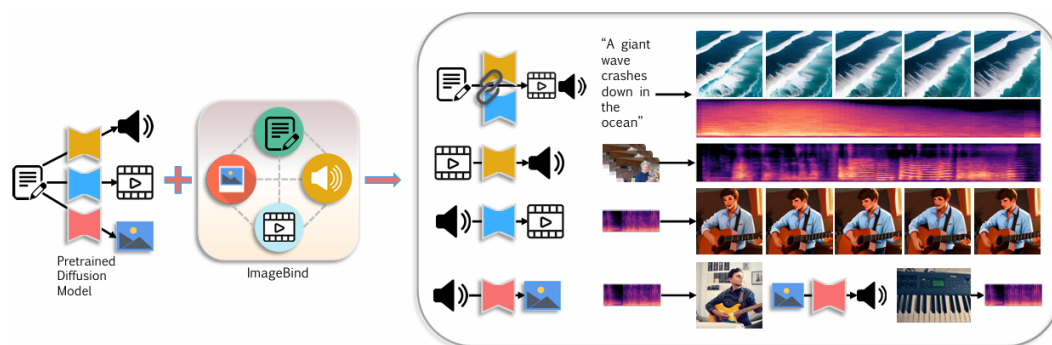 Pretrained
Diffusion
Model
ImageBind
“A giant
wave
crashes
down in
the
ocean”